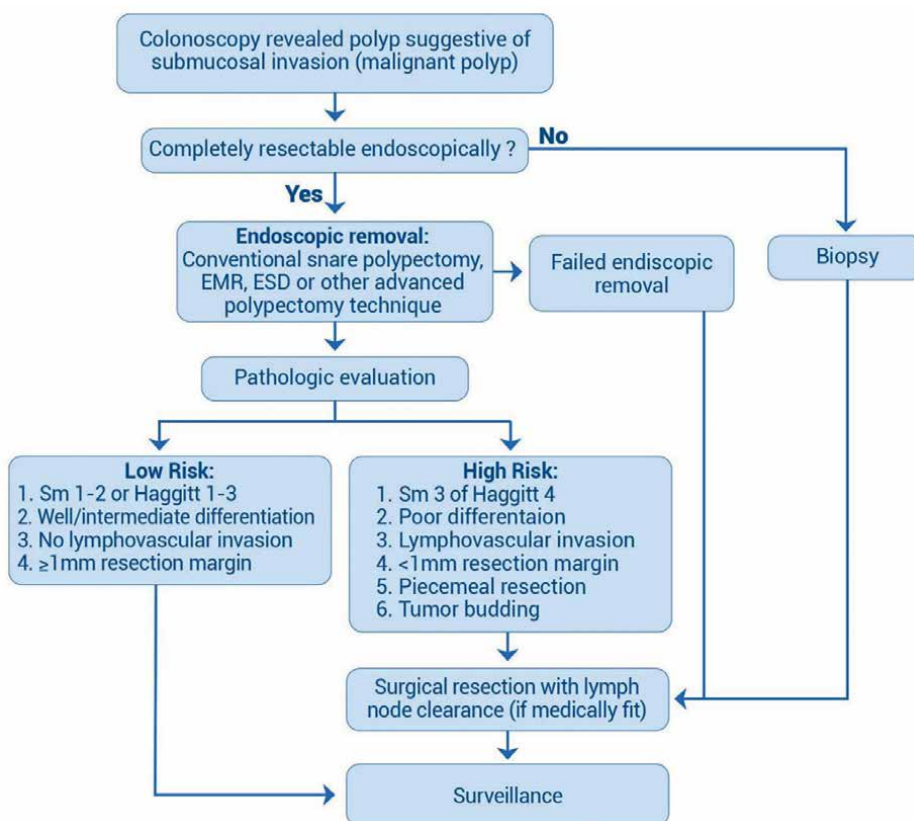 Colonoscopy revealed polyp suggestive of
submucosal invasion (malignant polyp)
Completely resectable endoscopically ?
No
Yes
Endoscopic removal:
Conventional snare polypectomy,
EMR, ESD or other advanced
polypectomy technique
Failed endiscopic
removal
Biopsy
Pathologic evaluation
Low Risk:
1. Sm 1-2 or Haggitt 1-3
2. Well/intermediate differentiation
3. No lymphovascular invasion
4. ≥1mm resection margin
High Risk:
1. Sm 3 of Haggitt 4
2. Poor differentaion
3. Lymphovascular invasion
4. <1mm resection margin
5. Piecemeal resection
6. Tumor budding
Surgical resection with lymph
node clearance (if medically fit)
Surveillance